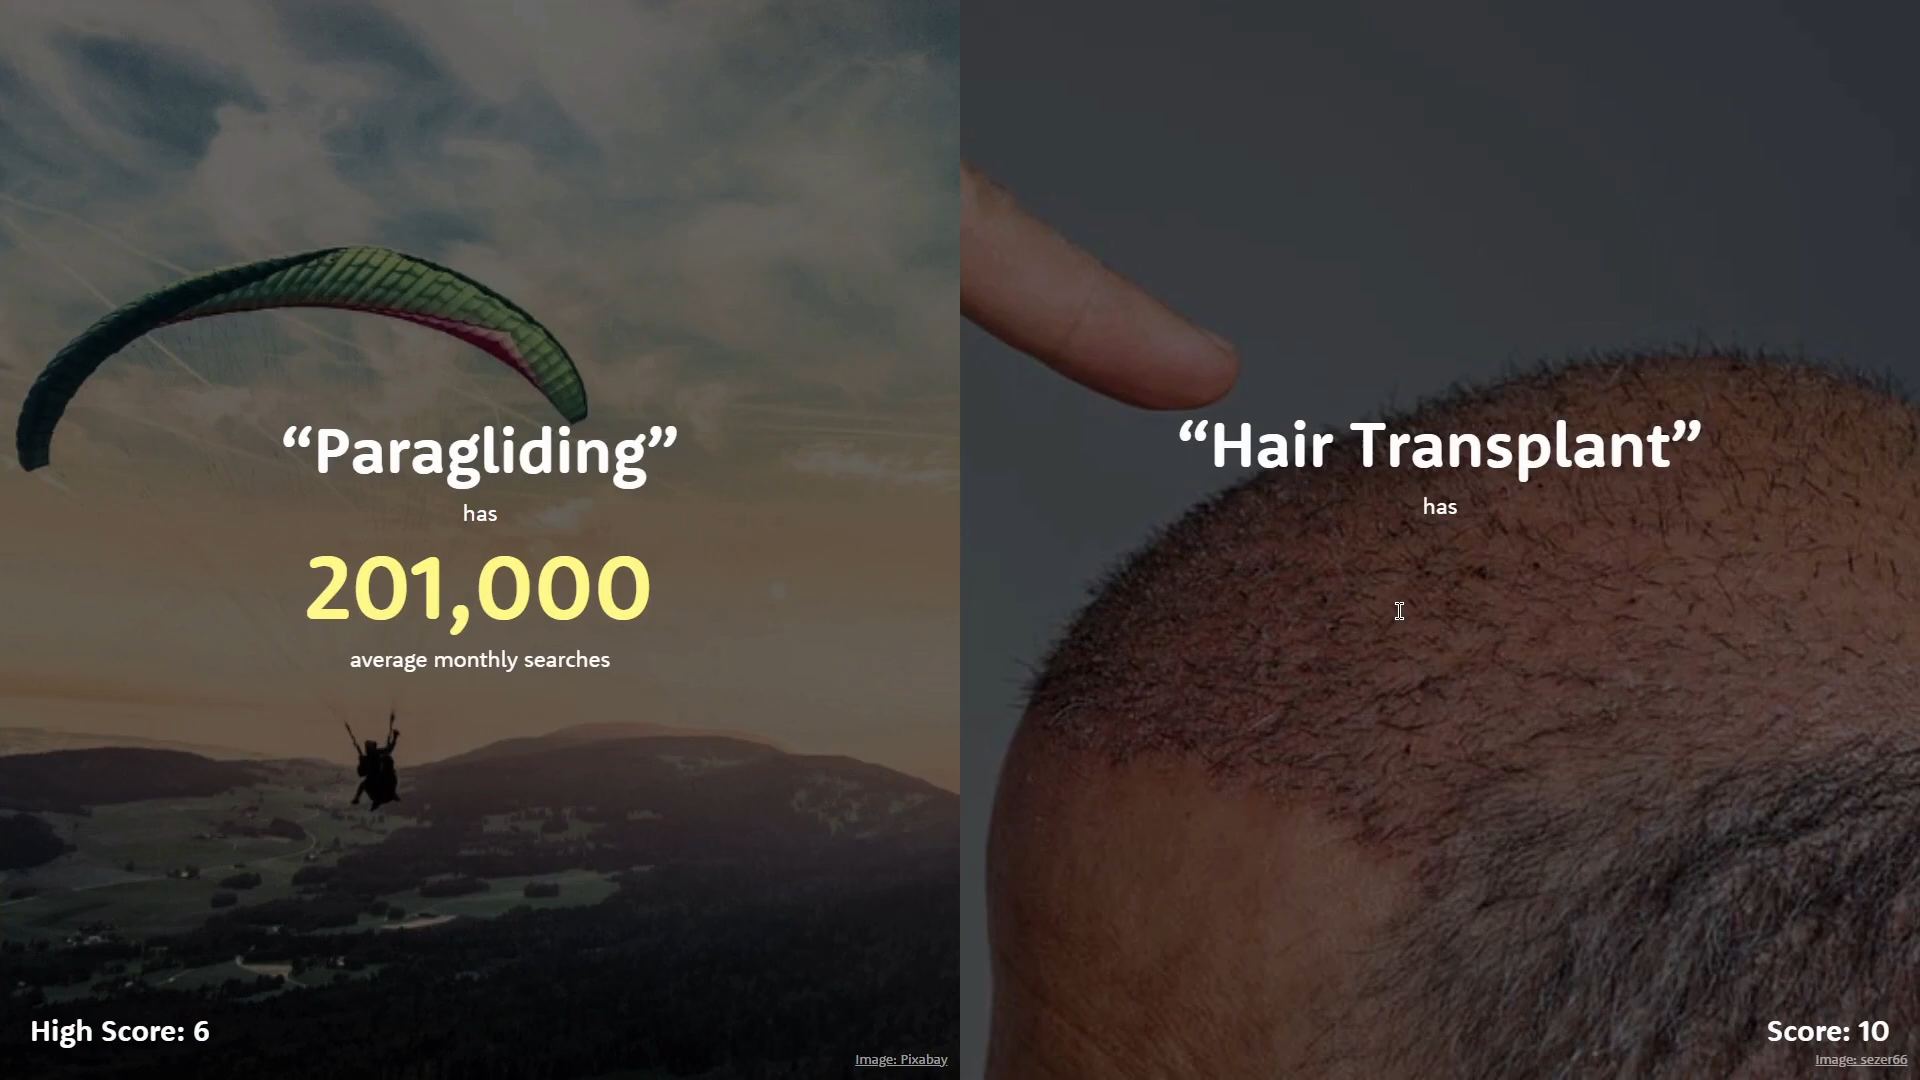 “Paragliding”
has
201,000
average monthly searches
High Score: 6
Image: Pixabay
“Hair Transplant”
has
Score: 10
Image: sezer66